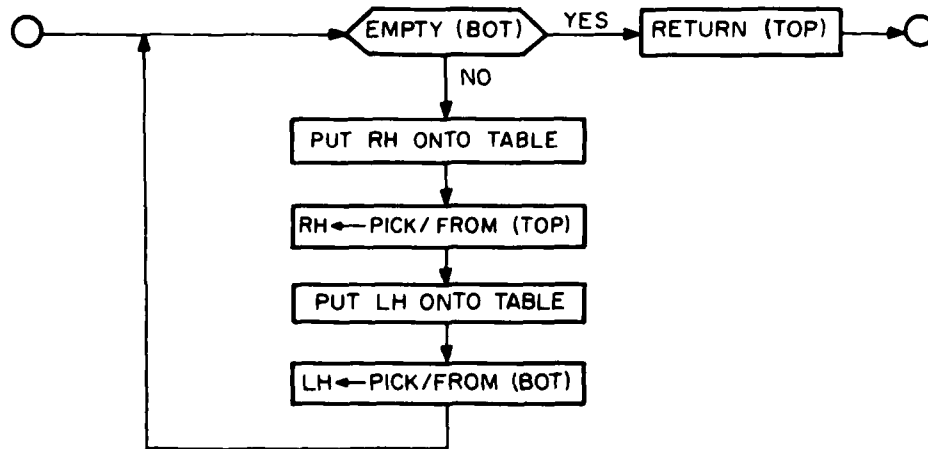 EMPTY (BOT)
YES
RETURN (TOP)
NO
PUT RH ONTO TABLE
RH←PICK/FROM (TOP)
PUT LH ONTO TABLE
LH←PICK/FROM (BOT)